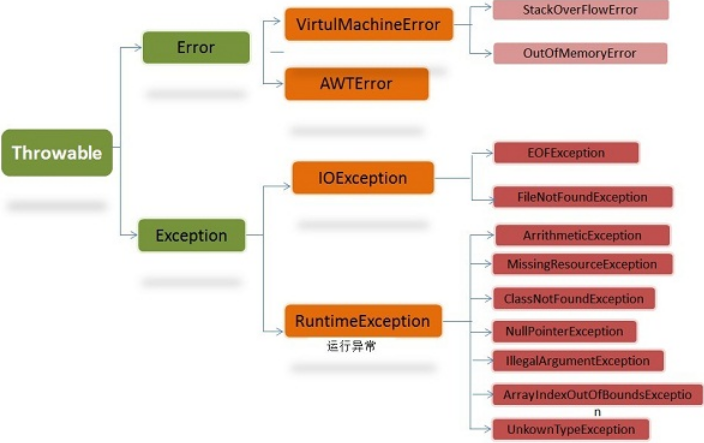 Throwable
Error
VirtulMachineError
StackOverFlowError
OutOfMemoryError
AWTError
Exception
IOException
EOFException
FileNotFoundException
RuntimeException
运行异常
ArrithmeticException
MissingResourceException
ClassNotFoundException
NullPointerException
IllegalArgumentException
ArrayIndexOutOfBoundsExceptio
n
UnkownTypeException